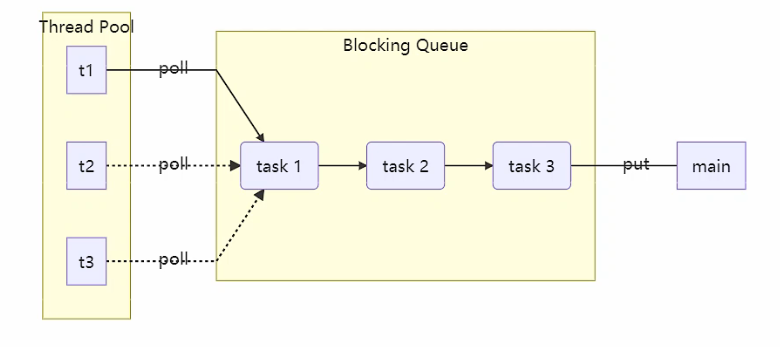 Thread Pool
Blocking Queue
t1
poll
t2
poll
task 1
task 2
task 3
put
main
t3
poll